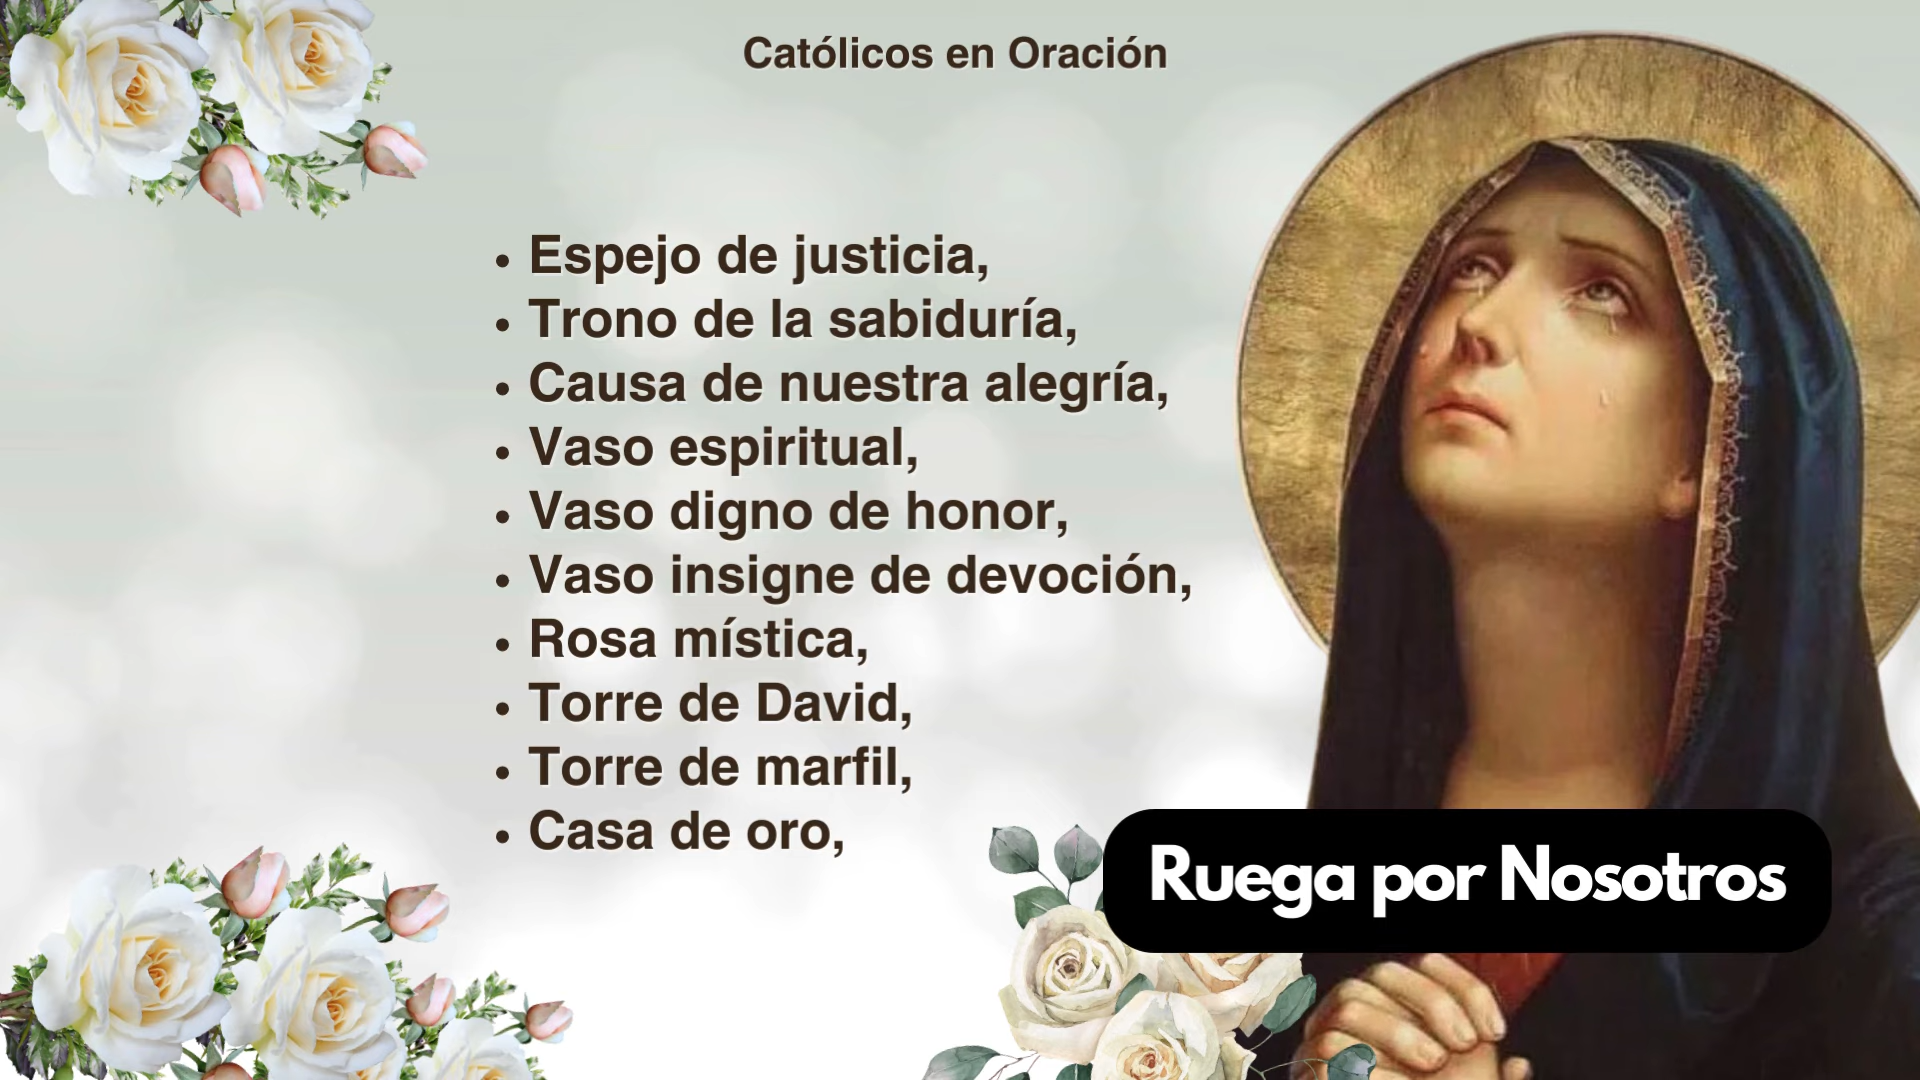 Católicos en Oración
• Espejo de justicia,
• Trono de la sabiduría,
• Causa de nuestra alegría,
• Vaso espiritual,
• Vaso digno de honor,
• Vaso insigne de devoción,
• Rosa mística,
• Torre de David,
• Torre de marfil,
• Casa de oro,
Ruega por Nosotros